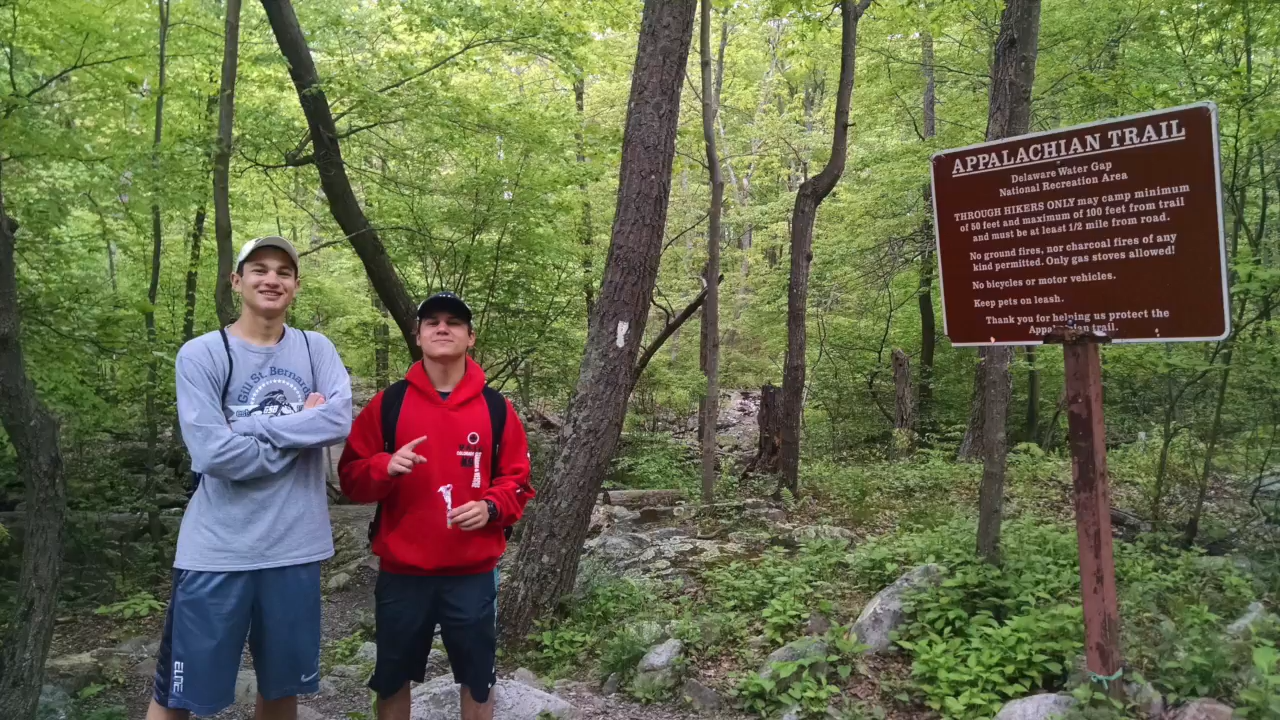 APPALACHIAN TRAIL
Delaware Water Gap
National Recreation Area
THROUGH HIKERS ONLY may camp minimum
of 50 feet and maximum of 100 feet from trail
and must be at least 1/2 mile from road.
No ground fires, nor charcoal fires of any
kind permitted. Only gas stoves allowed!
No bicycles or motor vehicles.
Keep pets on leash.
Thank you for helping us protect the
Appalachian trail.
Gill St. Bernard's
ELITE